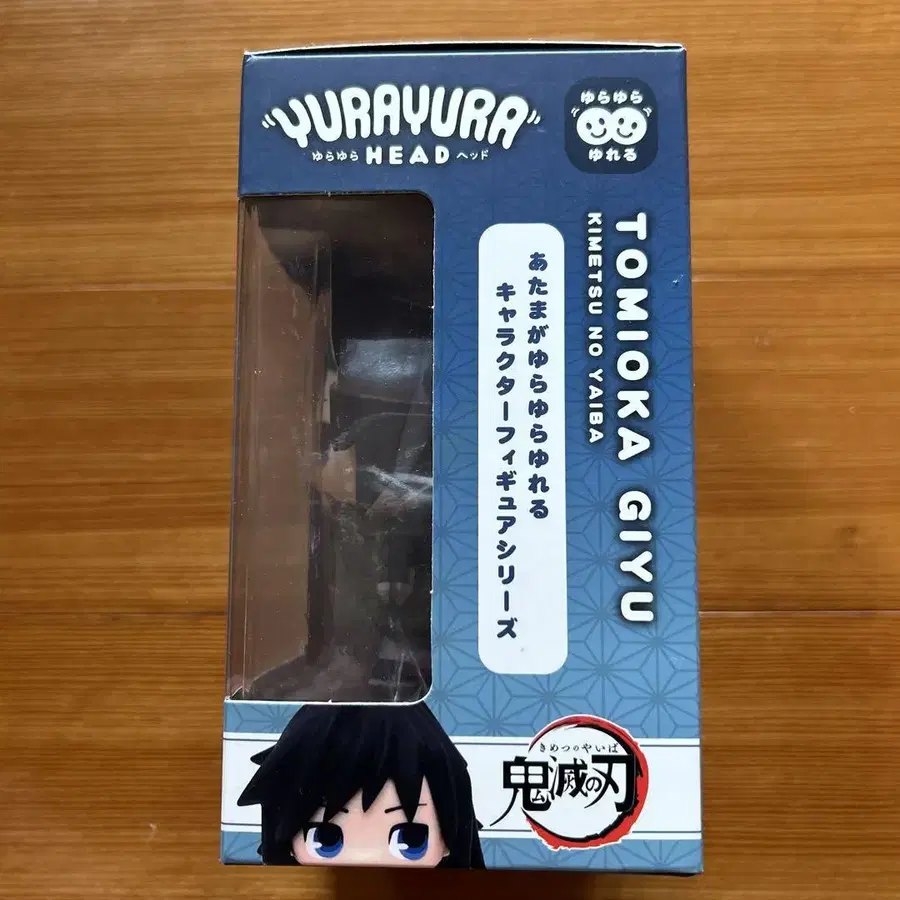 "YURAYURA"
ゆらゆら HEAD ヘッド
ゆらゆら
ゆれる
TOMIOKA GIYU
KIMETSU NO YAIBA
あたまがゆらゆらゆれる
キャラクターフィギュアシリーズ
きめつのやいば
鬼滅の刃